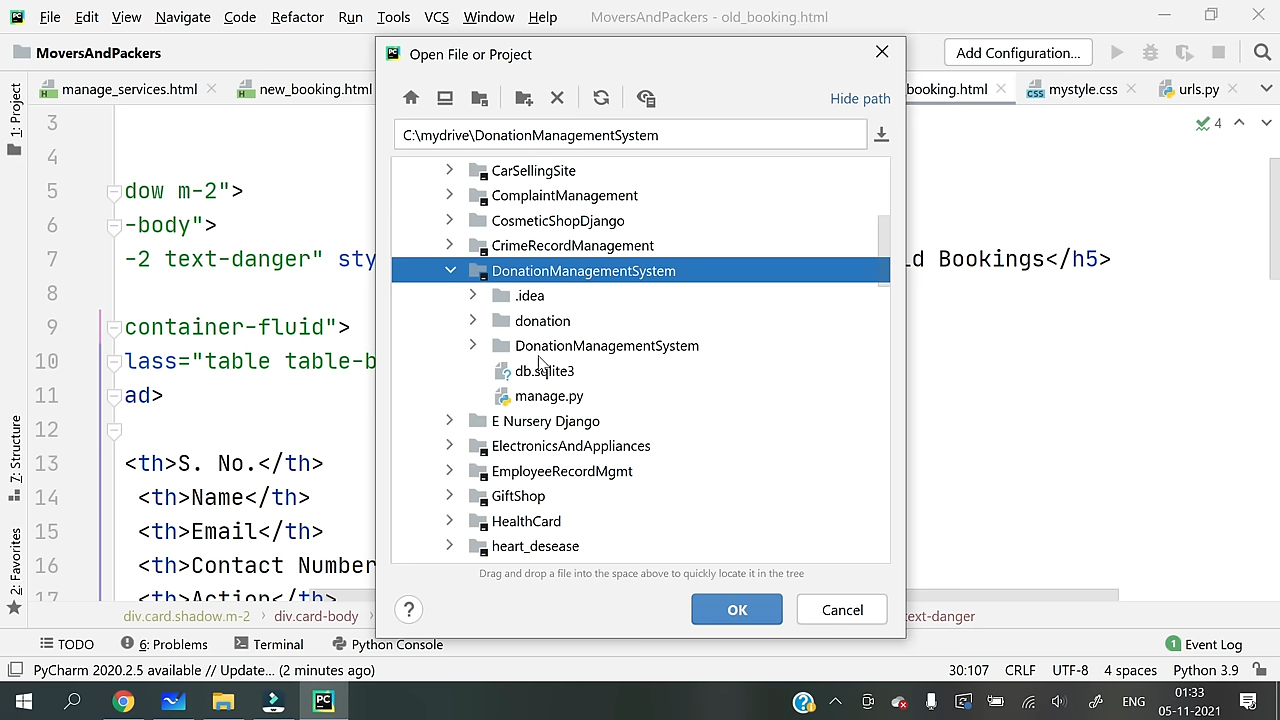 File Edit View Navigate Code Refactor Run Tools VCS Window Help MoversAndPackers - old_booking.html
MoversAndPackers
Add Configuration...
manage_services.html
new_booking.html
booking.html
mystyle.css
urls.py
1: Project
7: Structure
2: Favorites
4
3
4
5 dow m-2">
6 -body">
7 -2 text-danger" sty d Bookings</h5>
8
9 container-fluid">
10 lass="table table-b
11 ad>
12
13 <th>S. No.</th>
14 <th>Name</th>
15 <th>Email</th>
16 <th>Contact Number
17 <th>Action</th>
Open File or Project
Hide path
C:\mydrive\DonationManagementSystem
CarSellingSite
ComplaintManagement
CosmeticShopDjango
CrimeRecordManagement
DonationManagementSystem
.idea
donation
DonationManagementSystem
db.sqlite3
manage.py
E Nursery Django
ElectronicsAndAppliances
EmployeeRecordMgmt
GiftShop
HealthCard
heart_desease
Drag and drop a file into the space above to quickly locate it in the tree
? OK Cancel
div.card.shadow.m-2 div.card-body text-danger
TODO 6: Problems Terminal Python Console 1 Event Log
PyCharm 2020.2.5 available // Update... (2 minutes ago) 30:107 CRLF UTF-8 4 spaces Python 3.9
ENG
01:33
05-11-2021